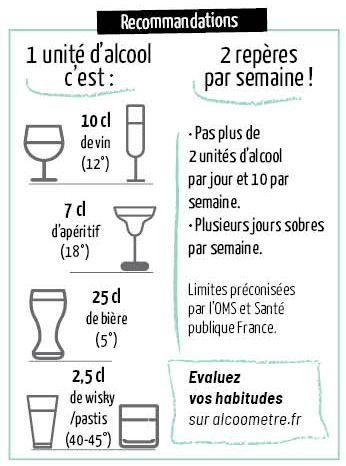 Recommandations
1 unité d'alcool
c'est :
10 cl
de vin
(12°)
7 cl
d'apéritif
(18°)
25 cl
de bière
(5°)
2,5 cl
de wisky
/pastis
(40-45°)
2 repères
par semaine !
· Pas plus de
2 unités d'alcool
par jour et 10 par
semaine.
· Plusieurs jours sobres
par semaine.
Limites préconisées
par l'OMS et Santé
publique France.
Evaluez
vos habitudes
sur alcoometre.fr